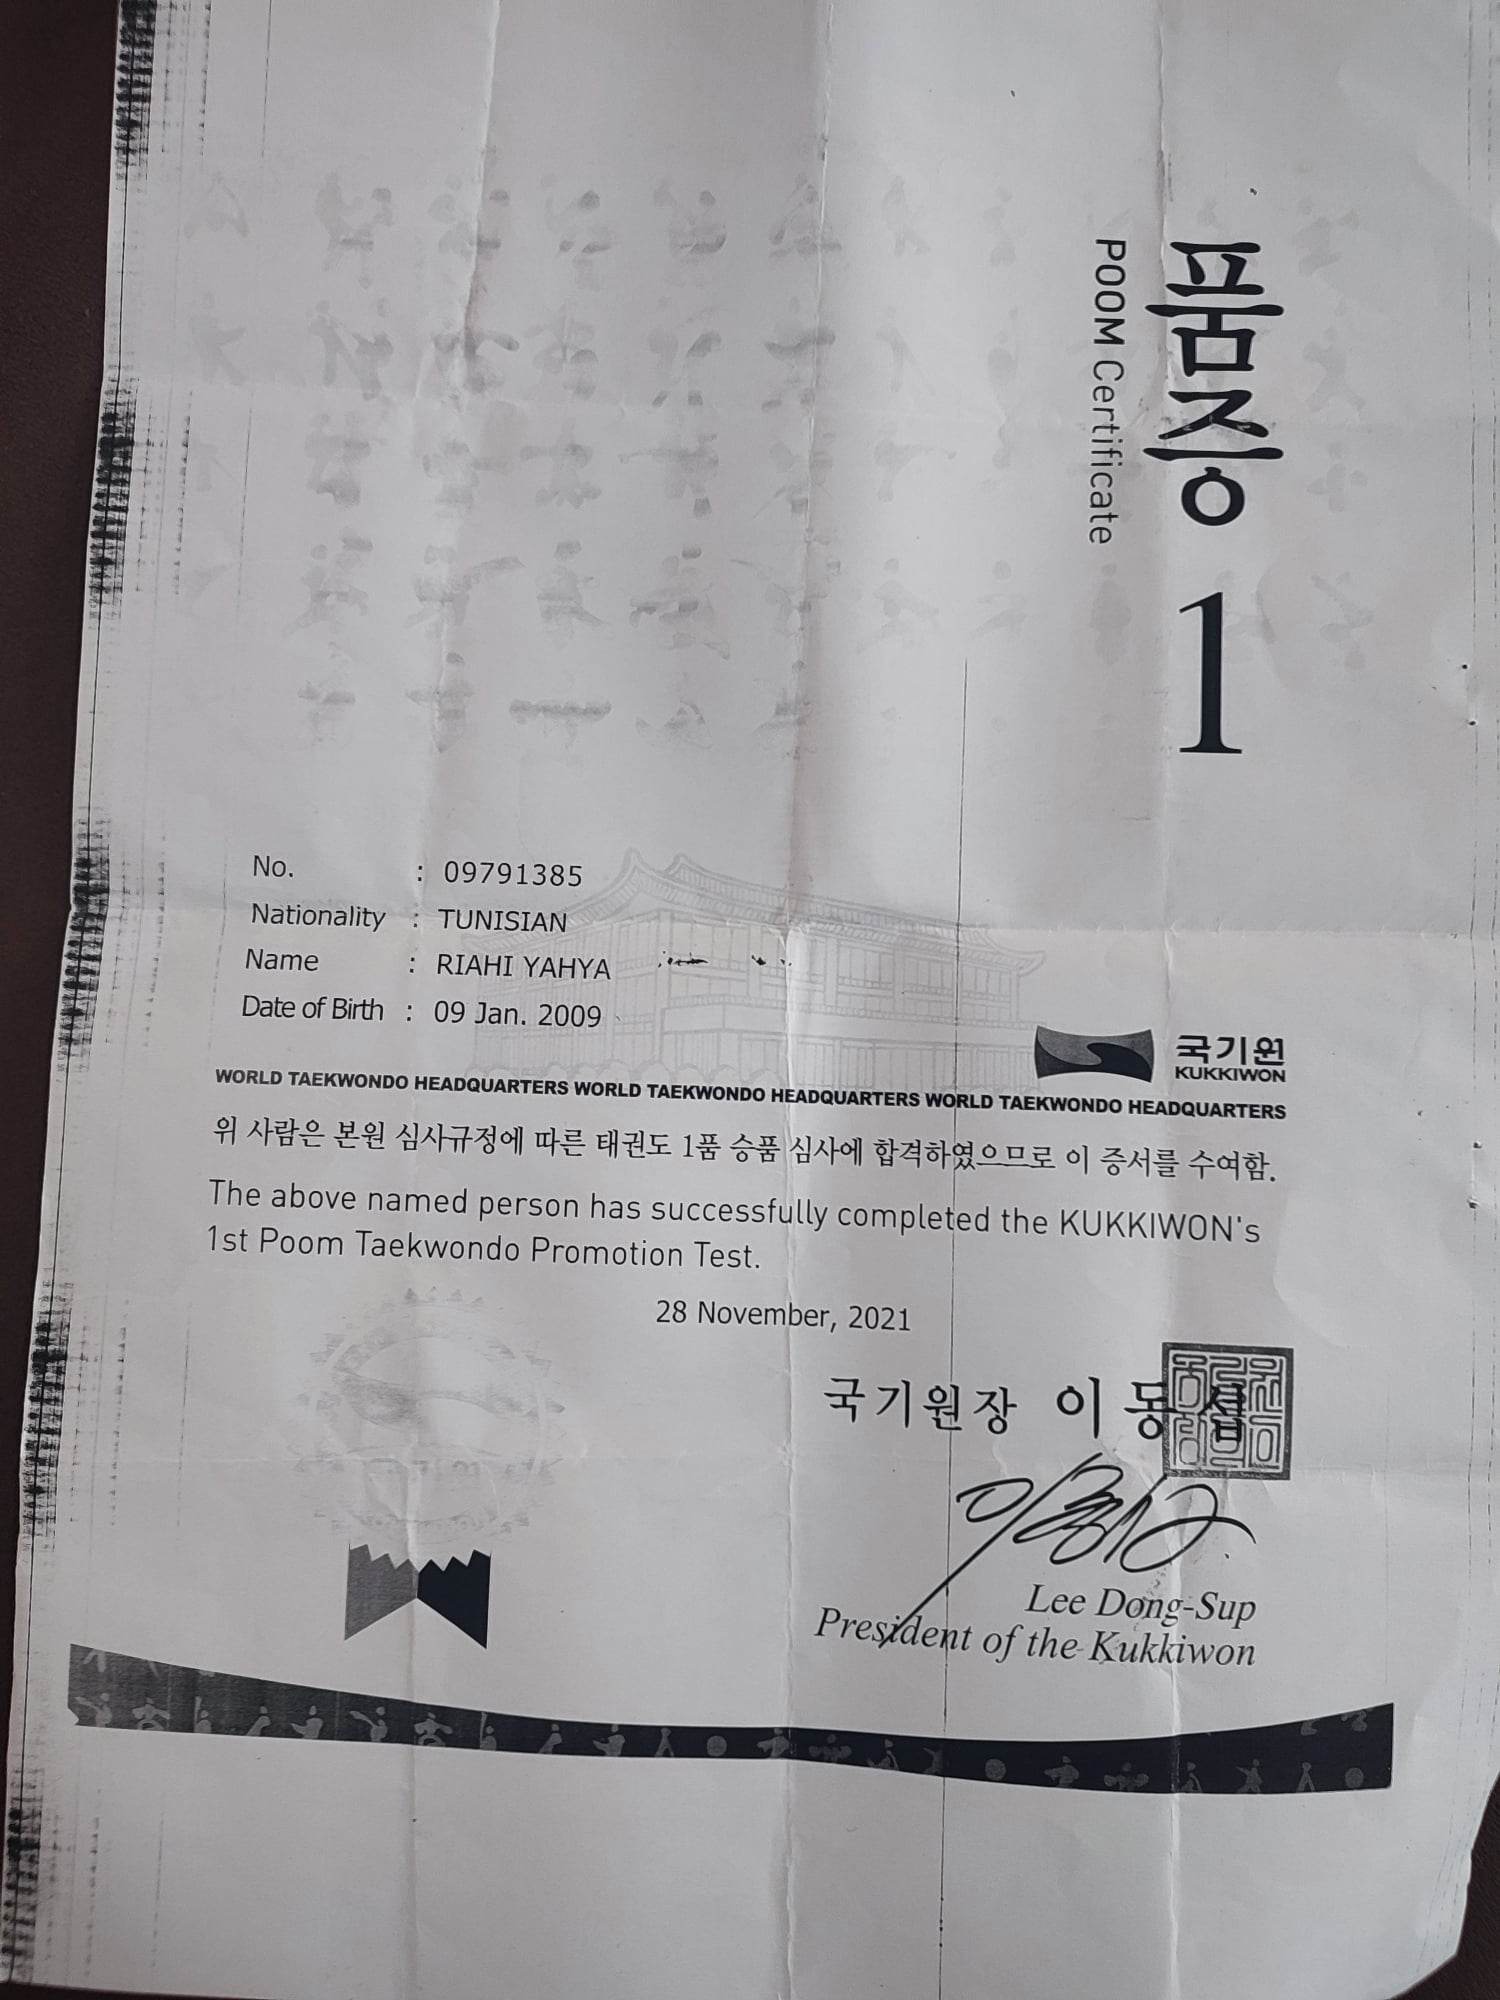 품증 1
POOM Certificate
No. : 09791385
Nationality : TUNISIAN
Name : RIAHI YAHYA
Date of Birth : 09 Jan. 2009
국기원
KUKKIWON
WORLD TAEKWONDO HEADQUARTERS WORLD TAEKWONDO HEADQUARTERS WORLD TAEKWONDO HEADQUARTERS
위 사람은 본원 심사규정에 따른 태권도 1품 승품 심사에 합격하였으므로 이 증서를 수여함.
The above named person has successfully completed the KUKKIWON's
1st Poom Taekwondo Promotion Test.
28 November, 2021
국기원장 이동섭
Lee Dong-Sup
President of the Kukkiwon